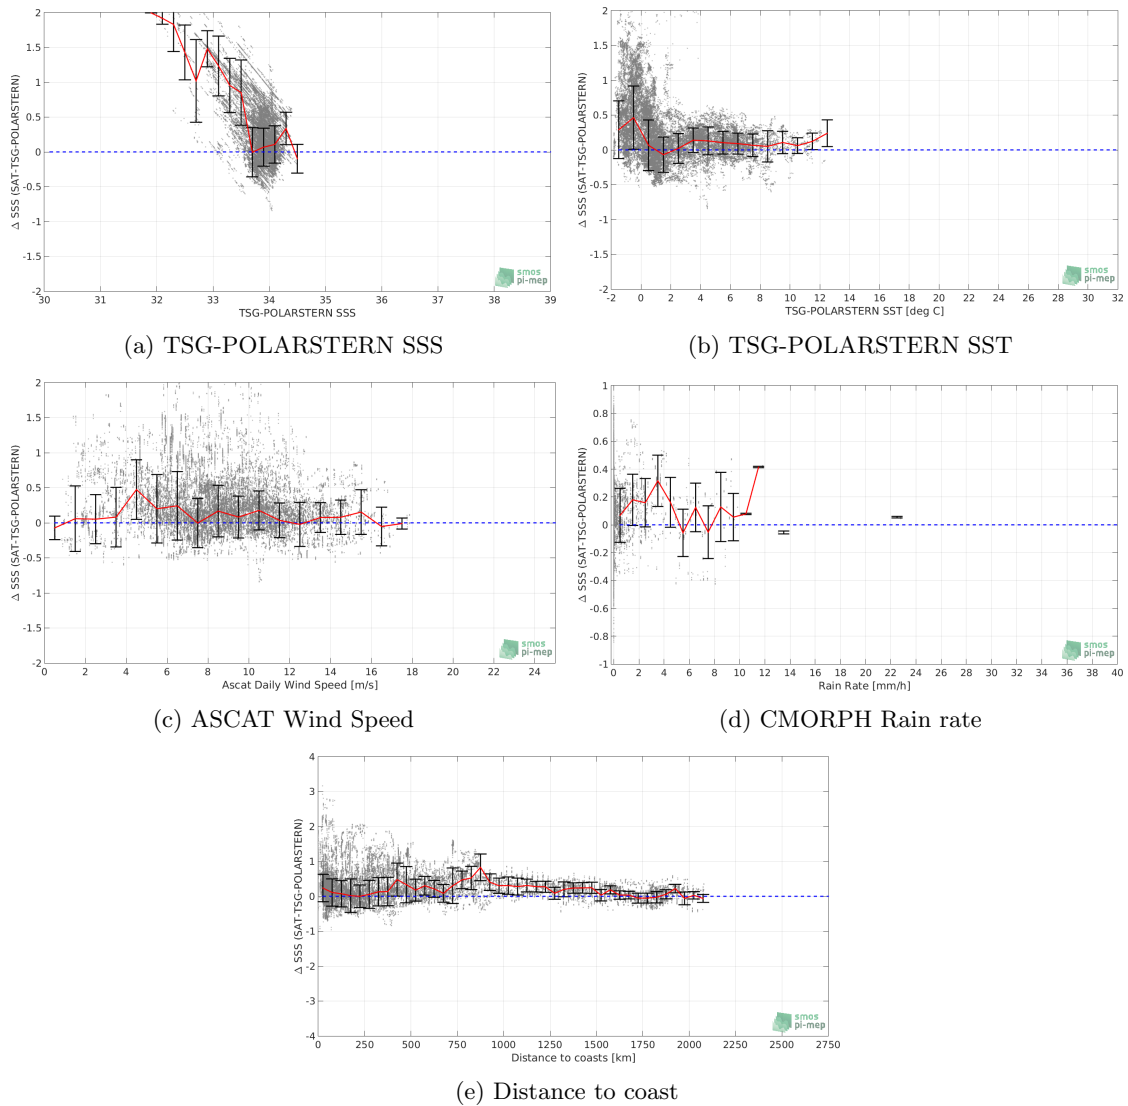 Δ SSS (SAT-TSG-POLARSTERN)
2
1.5
1
0.5
0
-0.5
-1
-1.5
-2
30 31 32 33 34 35 36 37 38 39
TSG-POLARSTERN SSS
smos
pi-mep
(a) TSG-POLARSTERN SSS
Δ SSS (SAT-TSG-POLARSTERN)
2
1.5
1
0.5
0
-0.5
-1
-1.5
-2
-2 0 2 4 6 8 10 12 14 16 18 20 22 24 26 28 30 32
TSG-POLARSTERN SST [deg C]
smos
pi-mep
(b) TSG-POLARSTERN SST
Δ SSS (SAT-TSG-POLARSTERN)
2
1.5
1
0.5
0
-0.5
-1
-1.5
-2
0 2 4 6 8 10 12 14 16 18 20 22 24
Ascat Daily Wind Speed [m/s]
smos
pi-mep
(c) ASCAT Wind Speed
Δ SSS (SAT-TSG-POLARSTERN)
1
0.8
0.6
0.4
0.2
0
-0.2
-0.4
-0.6
-0.8
-1
0 2 4 6 8 10 12 14 16 18 20 22 24 26 28 30 32 34 36 38 40
Rain Rate [mm/h]
smos
pi-mep
(d) CMORPH Rain rate
Δ SSS (SAT-TSG-POLARSTERN)
4
3
2
1
0
-1
-2
-3
-4
0 250 500 750 1000 1250 1500 1750 2000 2250 2500 2750
Distance to coasts [km]
smos
pi-mep
(e) Distance to coast